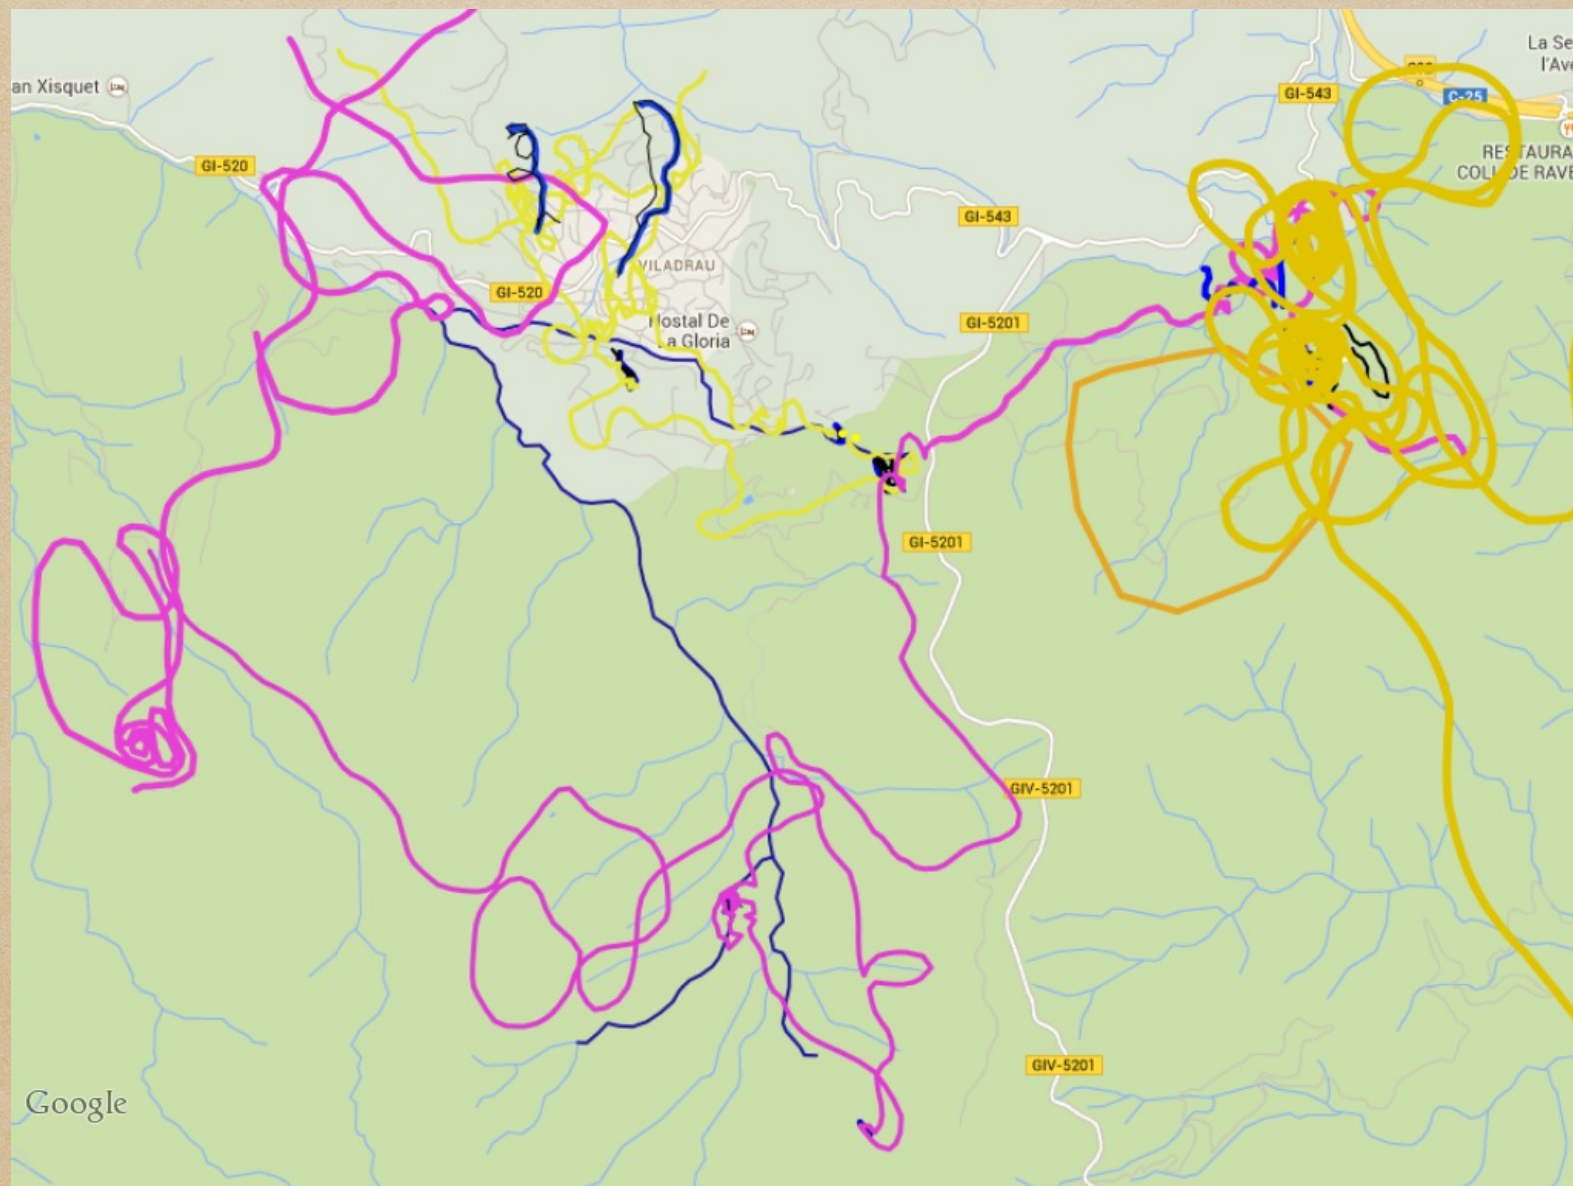 La Se
l'Ave
an Xisquet
GI-543
C-25
RESTAURA
COLL DE RAVE
GI-520
GI-543
VILADRAU
GI-520
GI-5201
Hostal De
La Gloria
GI-5201
GIV-5201
GIV-5201
Google